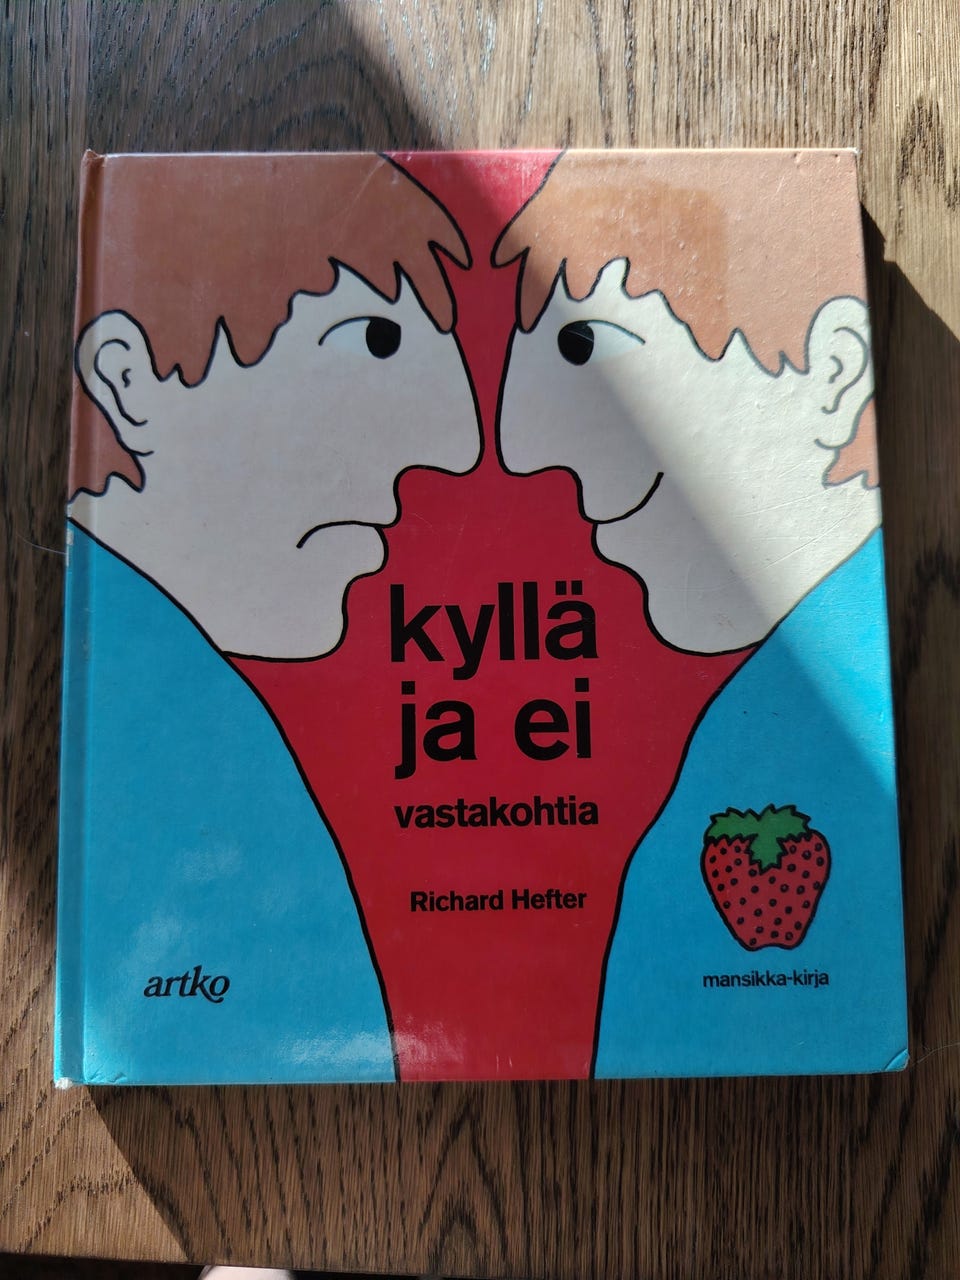 kyllä
ja ei
vastakohtia
Richard Hefter
artko
mansikka-kirja